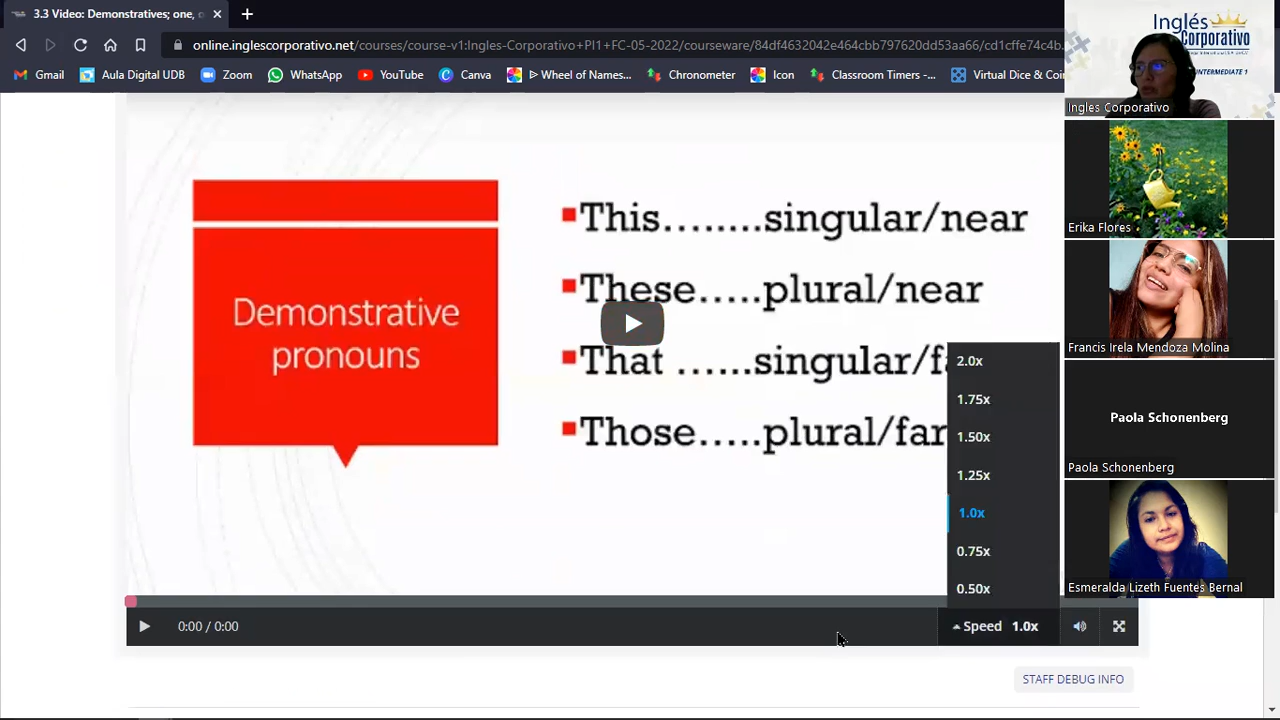 3.3 Video: Demonstratives; one,
online.inglescorporativo.net/courses/course-v1:Ingles-Corporativo+PI1+FC-05-2022/courseware/84df4632042e464cbb797620dd53ab66/cd1cffe74c4b
Gmail
Aula Digital UDB
Zoom
WhatsApp
YouTube
Wheel of Names...
Chronometer
Icon
Classroom Timers -...
Virtual Dice & Coi
Inglés
Corporativo
INTERMEDIATE 1
Ingles Corporativo
Erika Flores
Francis Irela Mendoza Molina
Paola Schonenberg
Paola Schonenberg
Esmeralda Lizeth Fuentes Bernal
Demonstrative
pronouns
This........singular/near
These.....plural/near
That ......singular/fa
Those.....plural/far
2.0x
1.75x
1.50x
1.25x
1.0x
0.75x
0.50x
0:00 / 0:00
Speed 1.0x
STAFF DEBUG INFO